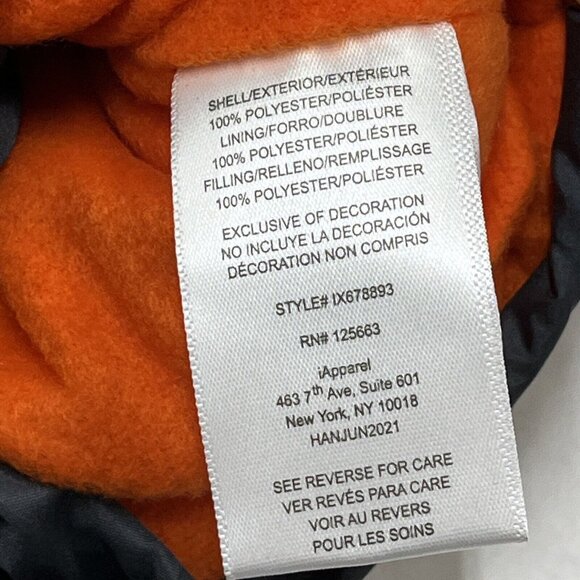 SHELL/EXTERIOR/EXTÉRIEUR
100% POLYESTER/POLIÉSTER
LINING/FORRO/DOUBLURE
100% POLYESTER/POLIÉSTER
FILLING/RELLENO/REMPLISSAGE
100% POLYESTER/POLIÉSTER
EXCLUSIVE OF DECORATION
NO INCLUYE LA DECORACIÓN
DÉCORATION NON COMPRIS
STYLE# IX678893
RN# 125663
iApparel
463 7th Ave, Suite 601
New York, NY 10018
HANJUN2021
SEE REVERSE FOR CARE
VER REVÉS PARA CARE
VOIR AU REVERS
POUR LES SOINS